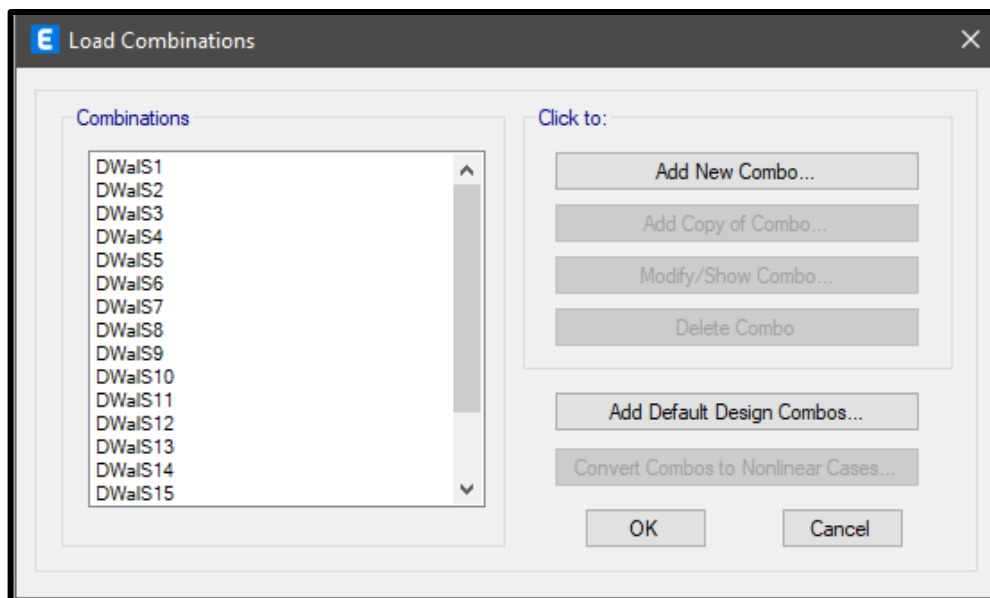 E Load Combinations
Combinations
DWalS1
DWalS2
DWalS3
DWalS4
DWalS5
DWalS6
DWalS7
DWalS8
DWalS9
DWalS10
DWalS11
DWalS12
DWalS13
DWalS14
DWalS15
Click to:
Add New Combo...
Add Copy of Combo...
Modify/Show Combo...
Delete Combo
Add Default Design Combos...
Convert Combos to Nonlinear Cases...
OK
Cancel